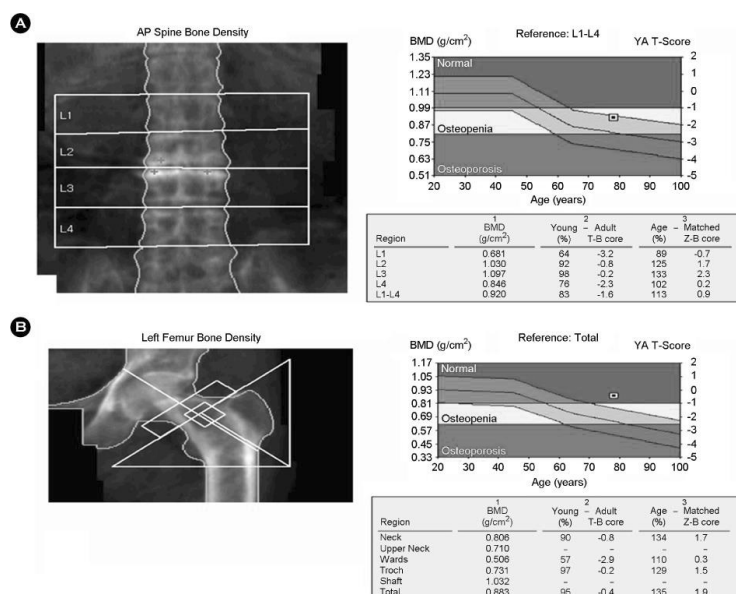 A
AP Spine Bone Density
L1
L2
L3
L4
BMD (g/cm²) Reference: L1-L4 YA T-Score
1.35 2
1.23 1
1.11 0
0.99 -1
0.87 -2
0.75 -3
0.63 -4
0.51 -5
Normal
Osteopenia
Osteoporosis
20 30 40 50 60 70 80 90 100
Age (years)
1 2 3
BMD Young – Adult Age – Matched
Region (g/cm²) (%) T-B core (%) Z-B core
L1 0.681 64 -3.2 89 -0.7
L2 1.030 92 -0.8 125 1.7
L3 1.097 98 -0.2 133 2.3
L4 0.846 76 -2.3 102 0.2
L1-L4 0.920 83 -1.6 113 0.9
B
Left Femur Bone Density
BMD (g/cm²) Reference: Total YA T-Score
1.17 2
1.05 1
0.93 0
0.81 -1
0.69 -2
0.57 -3
0.45 -4
0.33 -5
Normal
Osteopenia
Osteoporosis
20 30 40 50 60 70 80 90 100
Age (years)
1 2 3
BMD Young – Adult Age – Matched
Region (g/cm²) (%) T-B core (%) Z-B core
Neck 0.806 90 -0.8 134 1.7
Upper Neck 0.710 – – – –
Wards 0.506 57 -2.9 110 0.3
Troch 0.731 97 -0.2 129 1.5
Shaft 1.032 – – – –
Total 0.883 95 -0.4 135 1.9